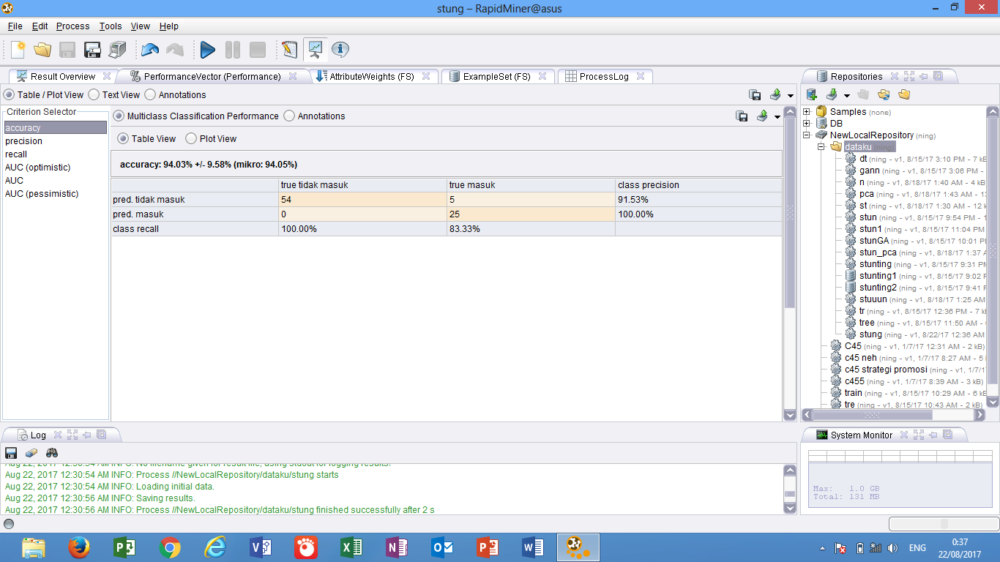 stung – RapidMiner@asus
File Edit Process Tools View Help
Result Overview PerformanceVector (Performance) AttributeWeights (FS) ExampleSet (FS) ProcessLog
Table / Plot View Text View Annotations
Criterion Selector
accuracy
precision
recall
AUC (optimistic)
AUC
AUC (pessimistic)
Multiclass Classification Performance Annotations
Table View Plot View
accuracy: 94.03% +/- 9.58% (mikro: 94.05%)
true tidak masuk true masuk class precision
pred. tidak masuk 54 5 91.53%
pred. masuk 0 25 100.00%
class recall 100.00% 83.33%
Repositories
Samples (none)
DB
NewLocalRepository (ning)
dataku (ning)
dt (ning - v1, 8/15/17 3:10 PM - 7 kB
gann (ning - v1, 8/15/17 3:06 PM -
n (ning - v1, 8/18/17 1:40 AM - 4 kB
pca (ning - v1, 8/18/17 1:43 AM - 13
st (ning - v1, 8/18/17 1:30 AM - 12 k
stun (ning - v1, 8/15/17 9:54 PM - 1
stun1 (ning - v1, 8/15/17 11:04 PM
stunGA (ning - v1, 8/15/17 10:01 P
stun_pca (ning - v1, 8/18/17 1:37 A
stunting (ning - v1, 8/15/17 9:31 PM
stunting1 (ning - v1, 8/15/17 9:02 P
stunting2 (ning - v1, 8/15/17 9:41 P
stuuun (ning - v1, 8/18/17 1:25 AM
tr (ning - v1, 8/15/17 12:36 PM - 7 k
tree (ning - v1, 8/15/17 11:50 AM -
stung (ning - v1, 8/22/17 12:36 AM
C45 (ning - v1, 1/7/17 12:31 AM - 2 kB)
c45 neh (ning - v1, 1/7/17 8:27 AM - 5
c45 strategi promosi (ning - v1, 1/7/1
c455 (ning - v1, 1/7/17 8:39 AM - 3 kB)
train (ning - v1, 8/15/17 10:29 AM - 6 kB
tre (ning - v1, 8/15/17 10:43 AM - 2 kB)
Log
Aug 22, 2017 12:30:54 AM INFO: No filename given for result file, using stdout for logging results!
Aug 22, 2017 12:30:54 AM INFO: Process //NewLocalRepository/dataku/stung starts
Aug 22, 2017 12:30:54 AM INFO: Loading initial data.
Aug 22, 2017 12:30:56 AM INFO: Saving results.
Aug 22, 2017 12:30:56 AM INFO: Process //NewLocalRepository/dataku/stung finished successfully after 2 s
System Monitor
Max: 1.0 GB
Total: 131 MB
ENG
0:37
22/08/2017